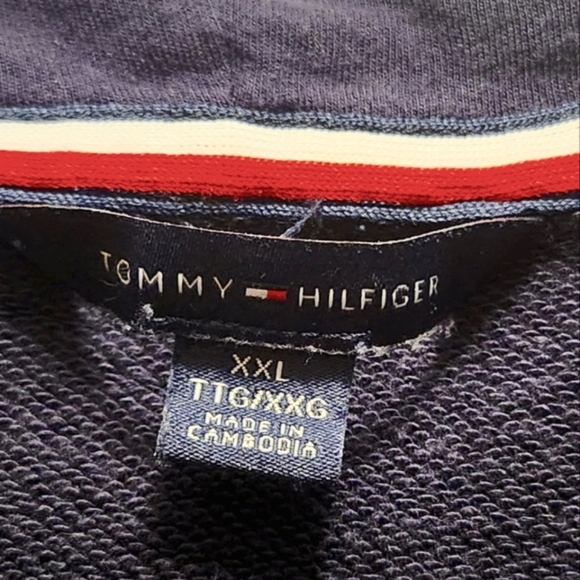 TOMMY HILFIGER
XXL
TTG/XXG
MADE IN
CAMBODIA